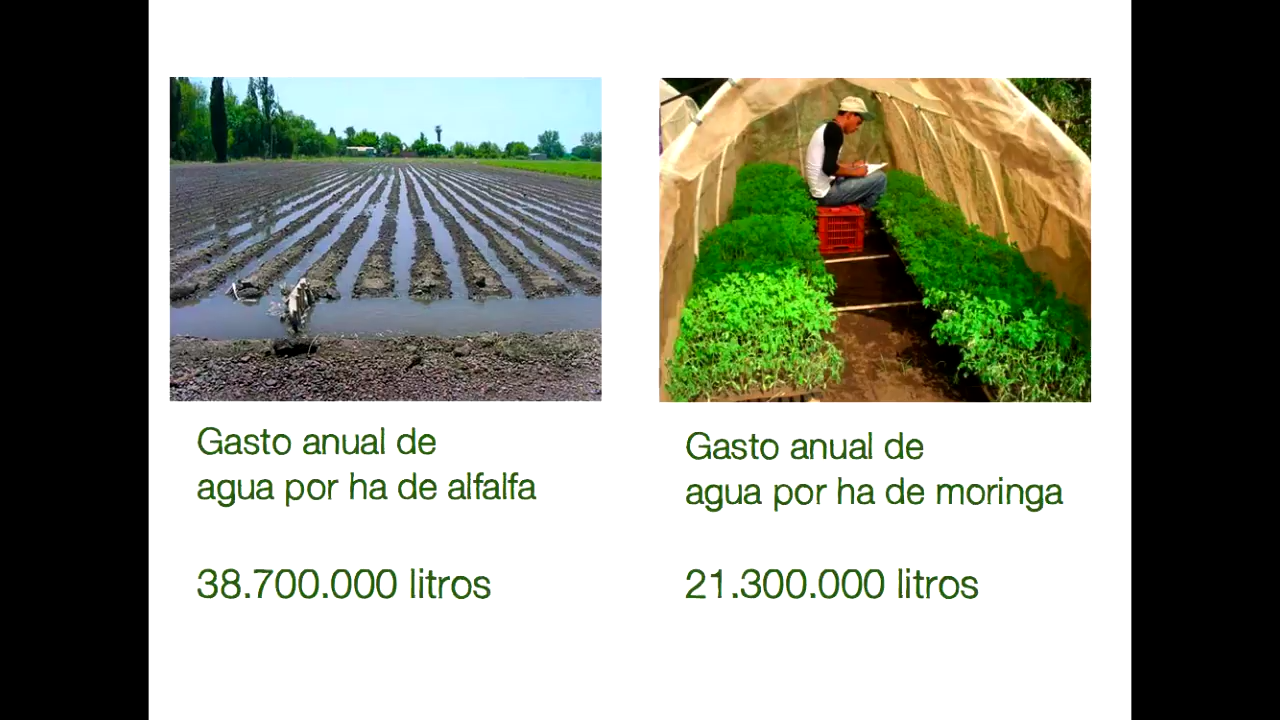 Gasto anual de
agua por ha de alfalfa
38.700.000 litros
Gasto anual de
agua por ha de moringa
21.300.000 litros